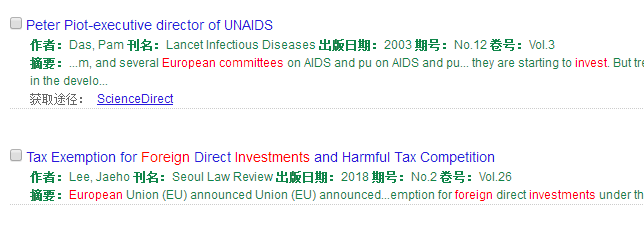 Peter Piot-executive director of UNAIDS
作者：Das, Pam 刊名：Lancet Infectious Diseases 出版日期：2003 期号：No.12 卷号：Vol.3
摘要：...m, and several European committees on AIDS and pu on AIDS and pu... they are starting to invest. But tre
in the develo...
获取途径： ScienceDirect
Tax Exemption for Foreign Direct Investments and Harmful Tax Competition
作者：Lee, Jaeho 刊名：Seoul Law Review 出版日期：2018 期号：No.2 卷号：Vol.26
摘要：European Union (EU) announced Union (EU) announced...emption for foreign direct investments under th